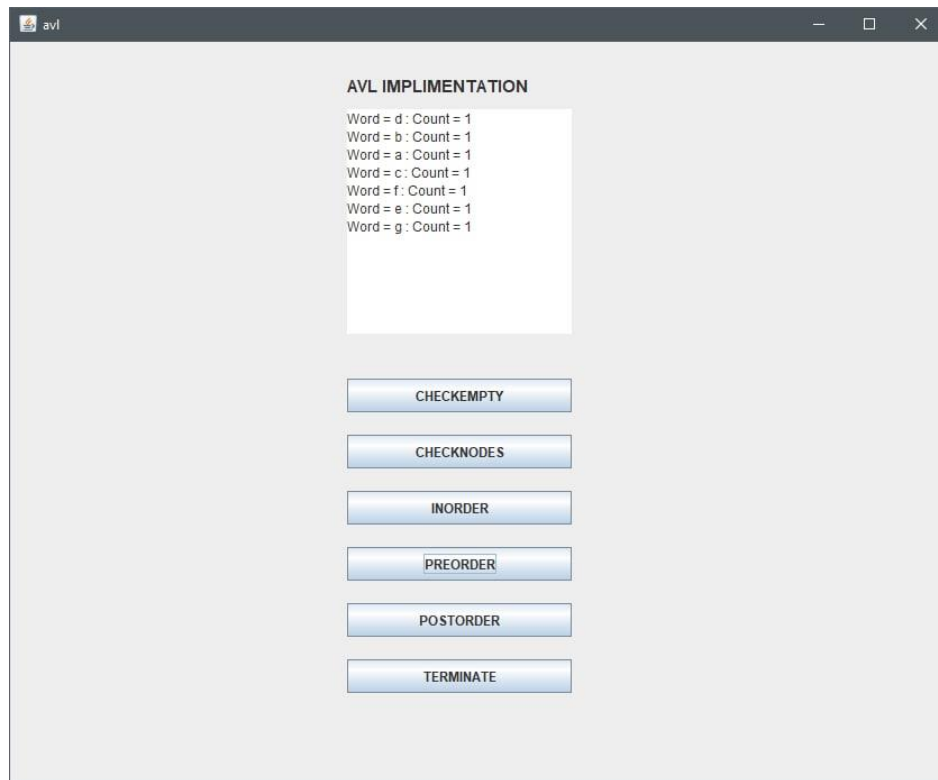 avl
AVL IMPLIMENTATION
Word = d : Count = 1
Word = b : Count = 1
Word = a : Count = 1
Word = c : Count = 1
Word = f : Count = 1
Word = e : Count = 1
Word = g : Count = 1
CHECKEMPTY
CHECKNODES
INORDER
PREORDER
POSTORDER
TERMINATE